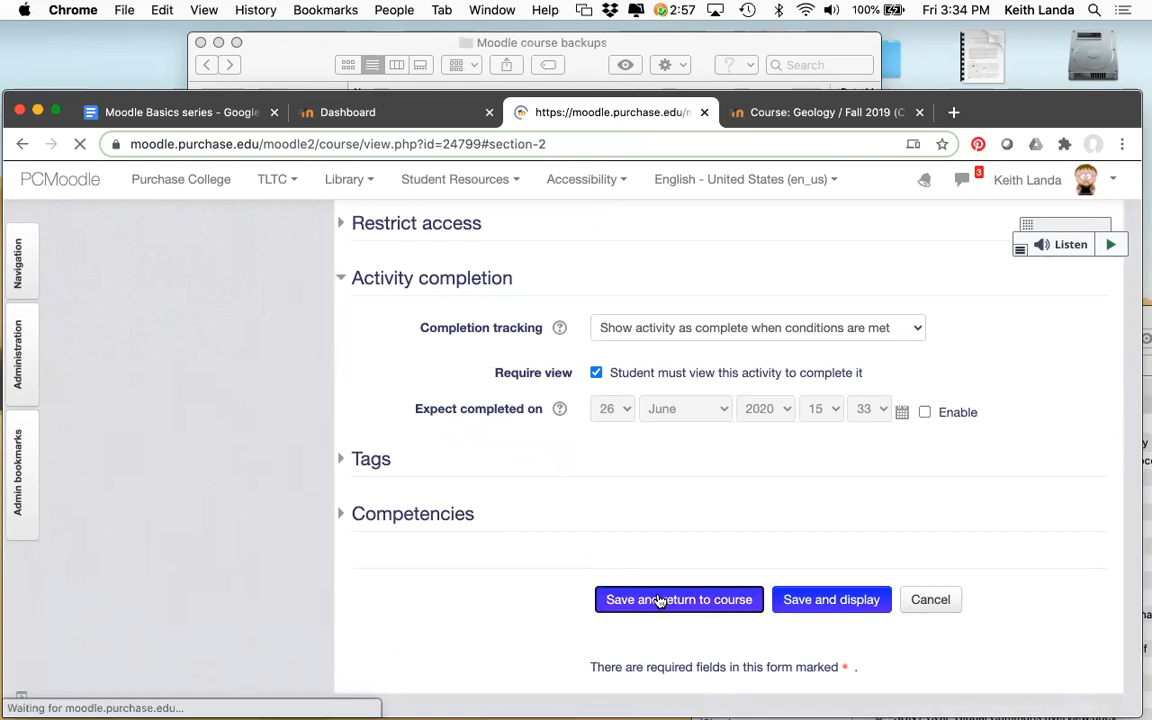 Chrome File Edit View History Bookmarks People Tab Window Help 2:57 100% Fri 3:34 PM Keith Landa
Moodle course backups
? Search
Moodle Basics series - Google
Dashboard
https://moodle.purchase.edu/
Course: Geology / Fall 2019 (C
moodle.purchase.edu/moodle2/course/view.php?id=24799#section-2
PCMoodle Purchase College TLTC Library Student Resources Accessibility English - United States (en_us) 3 Keith Landa
Restrict access
Listen
Navigation
Activity completion
Completion tracking ? Show activity as complete when conditions are met
Administration
Require view Student must view this activity to complete it
Expect completed on ? 26 June 2020 15 33 Enable
Admin bookmarks
Tags
Competencies
Save and return to course Save and display Cancel
There are required fields in this form marked * .
Waiting for moodle.purchase.edu...